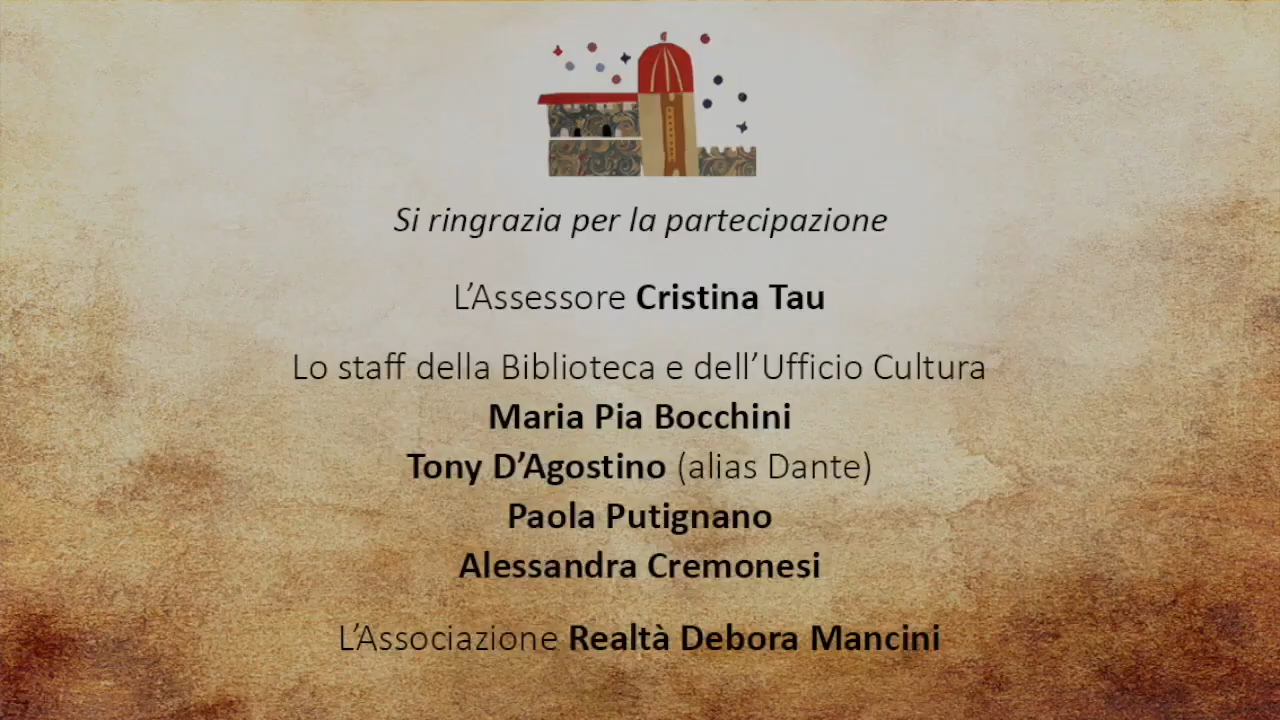 Si ringrazia per la partecipazione
L’Assessore Cristina Tau
Lo staff della Biblioteca e dell’Ufficio Cultura
Maria Pia Bocchini
Tony D’Agostino (alias Dante)
Paola Putignano
Alessandra Cremonesi
L’Associazione Realtà Debora Mancini